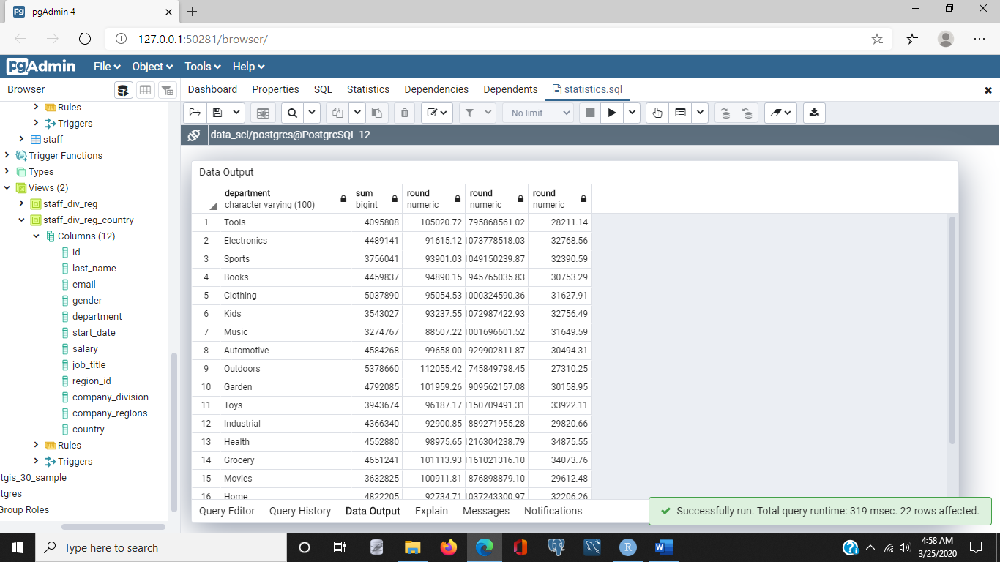 pgAdmin 4
127.0.0.1:50281/browser/
pgAdmin File Object Tools Help
Browser
Dashboard Properties SQL Statistics Dependencies Dependents statistics.sql
No limit
data_sci/postgres@PostgreSQL 12
Rules
Triggers
staff
Trigger Functions
Types
Views (2)
staff_div_reg
staff_div_reg_country
Columns (12)
id
last_name
email
gender
department
start_date
salary
job_title
region_id
company_division
company_regions
country
Rules
Triggers
tgis_30_sample
tgres
Group Roles
Data Output
department sum round round round
character varying (100) bigint numeric numeric numeric
1 Tools 4095808 105020.72 795868561.02 28211.14
2 Electronics 4489141 91615.12 073778518.03 32768.56
3 Sports 3756041 93901.03 049150239.87 32390.59
4 Books 4459837 94890.15 945765035.83 30753.29
5 Clothing 5037890 95054.53 000324590.36 31627.91
6 Kids 3543027 93237.55 072987422.93 32756.49
7 Music 3274767 88507.22 001696601.52 31649.59
8 Automotive 4584268 99658.00 929902811.87 30494.31
9 Outdoors 5378660 112055.42 745849798.45 27310.25
10 Garden 4792085 101959.26 909562157.08 30158.95
11 Toys 3943674 96187.17 150709491.31 33922.11
12 Industrial 4366340 92900.85 889271955.28 29820.66
13 Health 4552880 98975.65 216304238.79 34875.55
14 Grocery 4651241 101113.93 161021316.10 34073.76
15 Movies 3632825 100911.81 876898879.10 29612.48
16 Home 4822205 92734.71 037243300.97 32206.26
Query Editor Query History Data Output Explain Messages Notifications
Successfully run. Total query runtime: 319 msec. 22 rows affected.
Type here to search
4:58 AM
3/25/2020